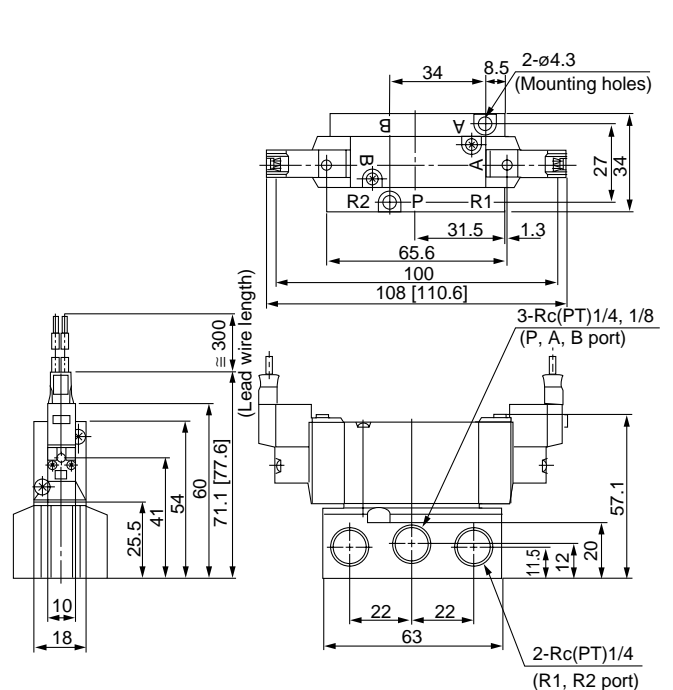 2-ø4.3
(Mounting holes)
34
8.5
B
A
B
A
R2
P
R1
27
34
31.5
1.3
65.6
100
108 [110.6]
≅ 300
(Lead wire length)
3-Rc(PT)1/4, 1/8
(P, A, B port)
25.5
41
54
60
71.1 [77.6]
10
18
57.1
11.5
12
20
22
22
63
2-Rc(PT)1/4
(R1, R2 port)